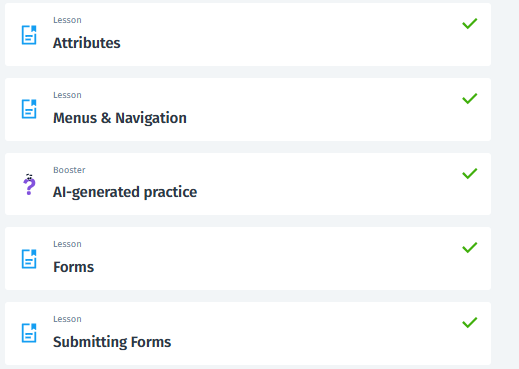 Lesson
Attributes
Lesson
Menus & Navigation
Booster
AI-generated practice
Lesson
Forms
Lesson
Submitting Forms